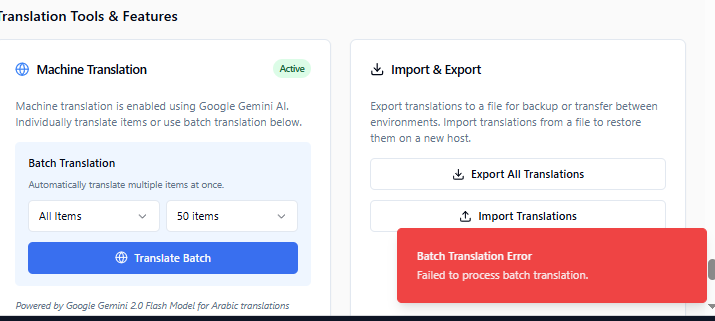 Translation Tools & Features
Machine Translation
Active
Machine translation is enabled using Google Gemini AI.
Individually translate items or use batch translation below.
Batch Translation
Automatically translate multiple items at once.
All Items
50 items
Translate Batch
Powered by Google Gemini 2.0 Flash Model for Arabic translations
Import & Export
Export translations to a file for backup or transfer between
environments. Import translations from a file to restore
them on a new host.
Export All Translations
Import Translations
Batch Translation Error
Failed to process batch translation.